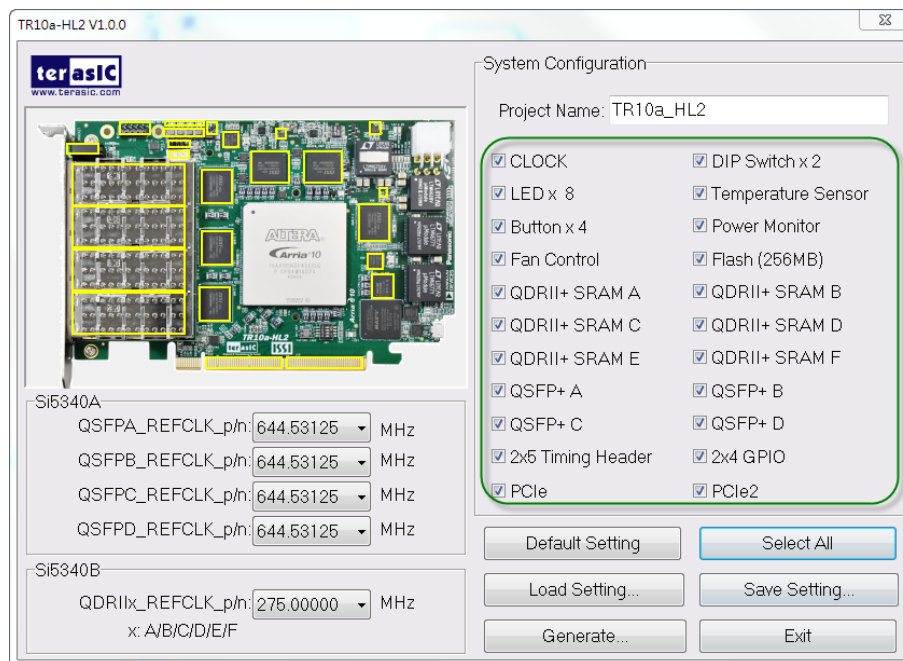 TR10a-HL2 V1.0.0
terasIC
www.terasic.com
ALTERA
Arria 10
TR10a-HL2
terasIC ISSI
Si5340A
QSFPA_REFCLK_p/n: 644.53125 MHz
QSFPB_REFCLK_p/n: 644.53125 MHz
QSFPC_REFCLK_p/n: 644.53125 MHz
QSFPD_REFCLK_p/n: 644.53125 MHz
Si5340B
QDRIIx_REFCLK_p/n: 275.00000 MHz
x: A/B/C/D/E/F
System Configuration
Project Name: TR10a_HL2
CLOCK DIP Switch x 2
LED x 8 Temperature Sensor
Button x 4 Power Monitor
Fan Control Flash (256MB)
QDRII+ SRAM A QDRII+ SRAM B
QDRII+ SRAM C QDRII+ SRAM D
QDRII+ SRAM E QDRII+ SRAM F
QSFP+ A QSFP+ B
QSFP+ C QSFP+ D
2x5 Timing Header 2x4 GPIO
PCIe PCIe2
Default Setting Select All
Load Setting... Save Setting...
Generate... Exit